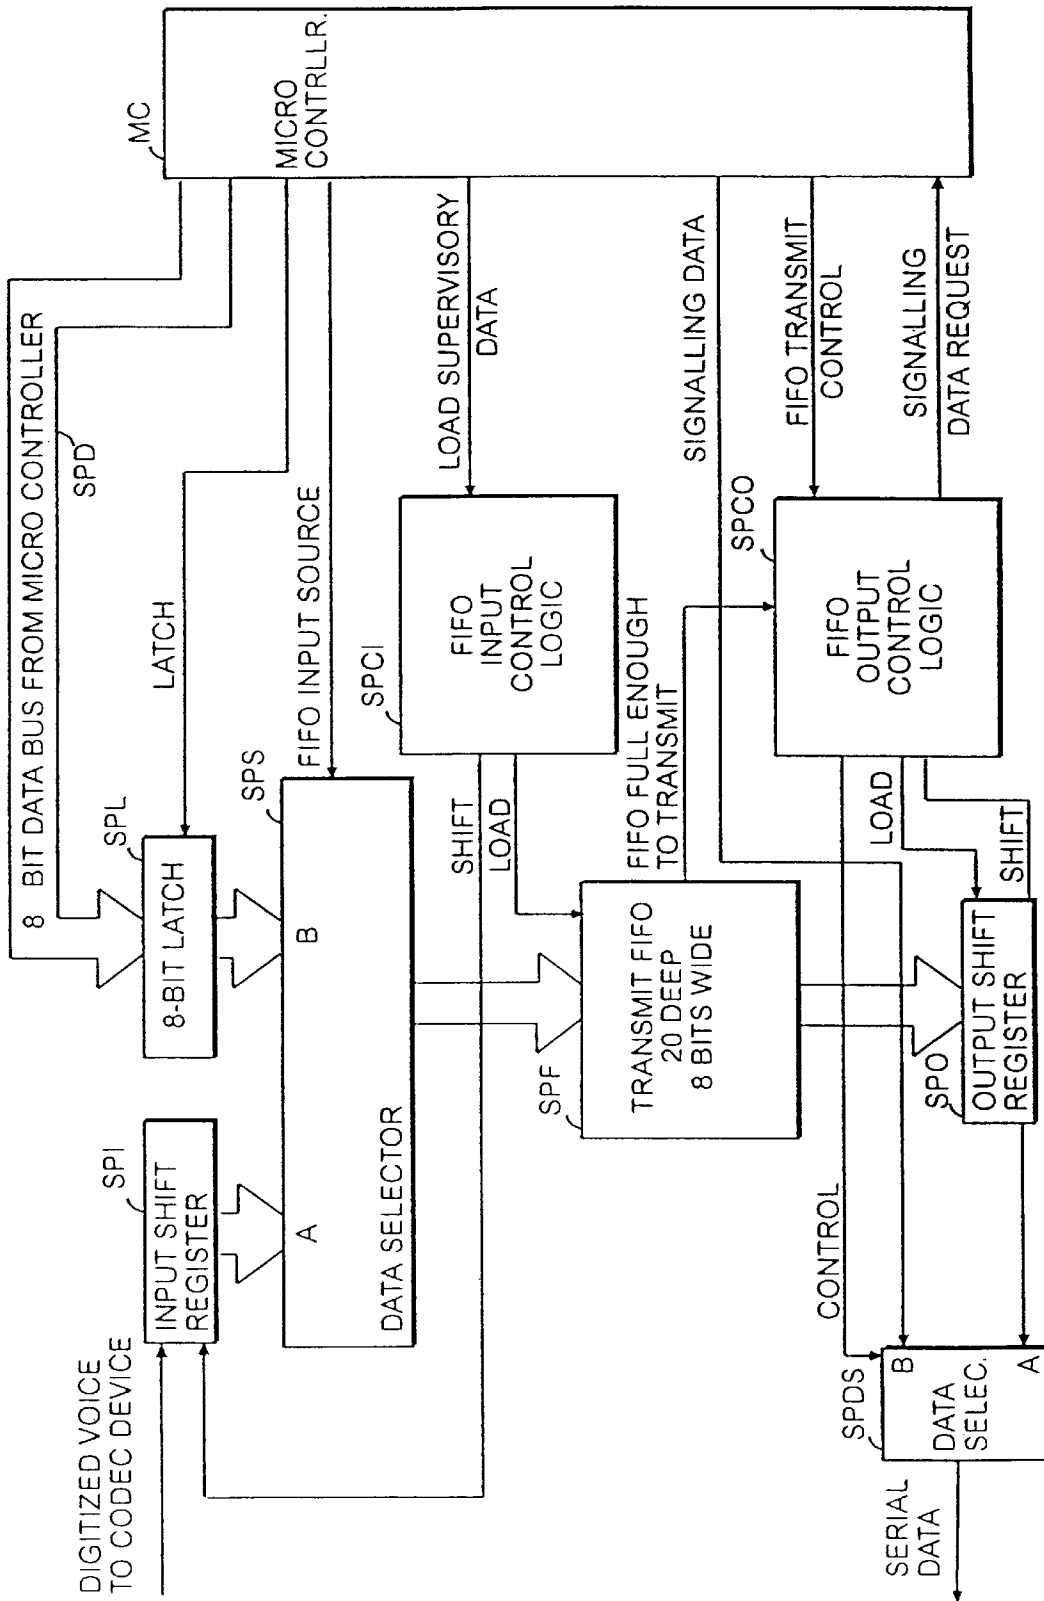 DIGITIZED VOICE
TO CODEC DEVICE
SPI
INPUT SHIFT
REGISTER
8 BIT DATA BUS FROM MICRO CONTROLLER
SPD
LATCH
SPL
8-BIT LATCH
MC
MICRO
CONTRLLR.
SPS
FIFO INPUT SOURCE
A
B
DATA SELECTOR
LOAD SUPERVISORY
DATA
SPCI
FIFO
INPUT
CONTROL
LOGIC
SHIFT
LOAD
SPF
TRANSMIT FIFO
20 DEEP
8 BITS WIDE
FIFO FULL ENOUGH
TO TRANSMIT
SIGNALLING DATA
SPCO
FIFO
OUTPUT
CONTROL
LOGIC
FIFO TRANSMIT
CONTROL
SIGNALLING
DATA REQUEST
CONTROL
LOAD
SHIFT
SPO
OUTPUT SHIFT
REGISTER
SPDS
B
DATA
SELEC.
A
SERIAL
DATA